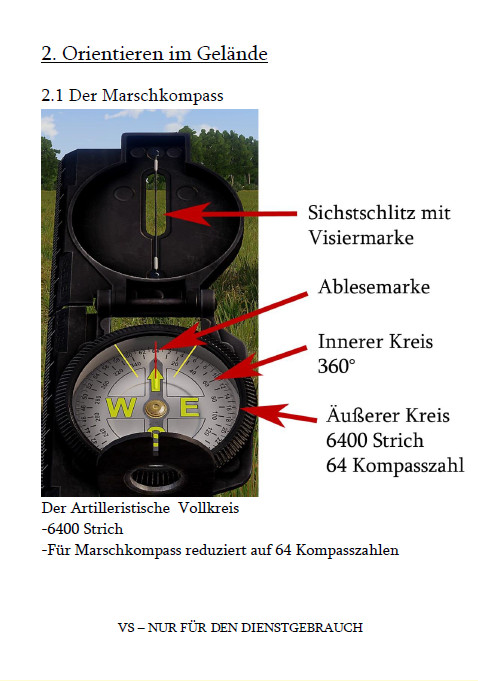 2. Orientieren im Gelände
2.1 Der Marschkompass
Sichstschlitz mit
Visiermarke
Ablesemarke
Innerer Kreis
360°
Äußerer Kreis
6400 Strich
64 Kompasszahl
W E
Der Artilleristische Vollkreis
-6400 Strich
-Für Marschkompass reduziert auf 64 Kompasszahlen
VS – NUR FÜR DEN DIENSTGEBRAUCH